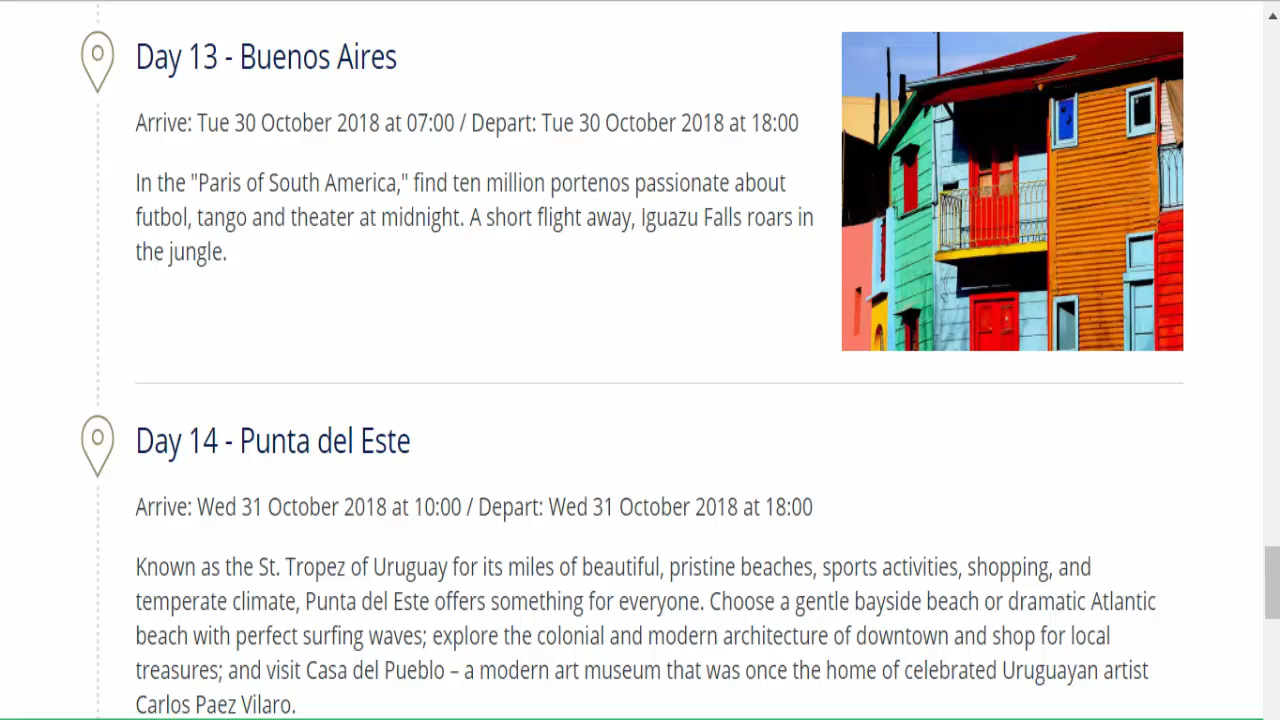 Day 13 - Buenos Aires
Arrive: Tue 30 October 2018 at 07:00 / Depart: Tue 30 October 2018 at 18:00
In the "Paris of South America," find ten million portenos passionate about
futbol, tango and theater at midnight. A short flight away, Iguazu Falls roars in
the jungle.
Day 14 - Punta del Este
Arrive: Wed 31 October 2018 at 10:00 / Depart: Wed 31 October 2018 at 18:00
Known as the St. Tropez of Uruguay for its miles of beautiful, pristine beaches, sports activities, shopping, and
temperate climate, Punta del Este offers something for everyone. Choose a gentle bayside beach or dramatic Atlantic
beach with perfect surfing waves; explore the colonial and modern architecture of downtown and shop for local
treasures; and visit Casa del Pueblo – a modern art museum that was once the home of celebrated Uruguayan artist
Carlos Paez Vilaro.